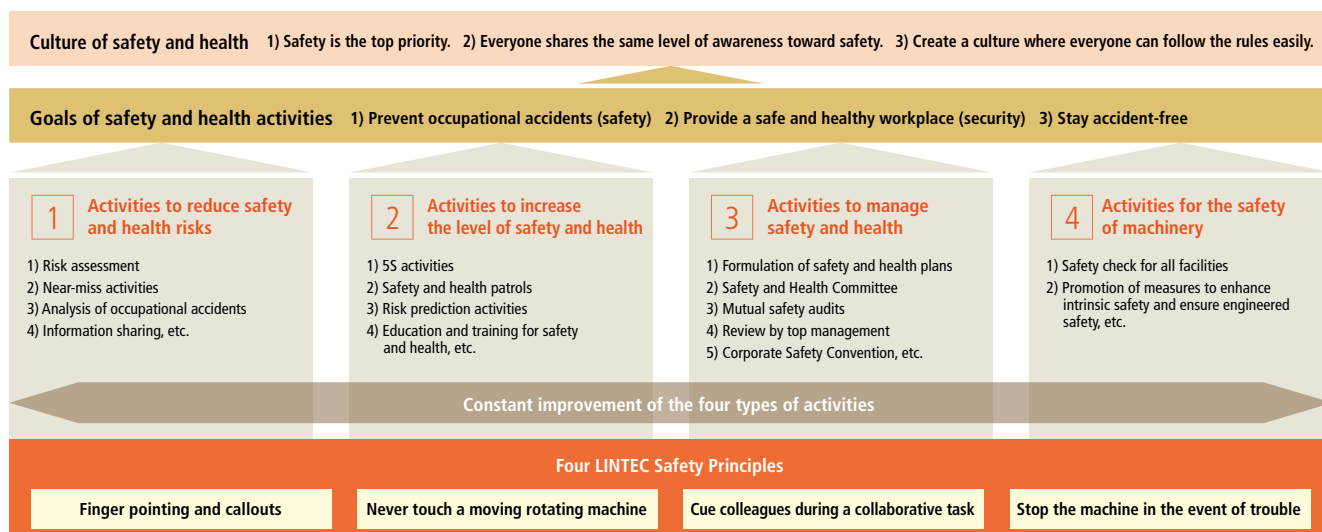 Culture of safety and health 1) Safety is the top priority. 2) Everyone shares the same level of awareness toward safety. 3) Create a culture where everyone can follow the rules easily.
Goals of safety and health activities 1) Prevent occupational accidents (safety) 2) Provide a safe and healthy workplace (security) 3) Stay accident-free
1
Activities to reduce safety
and health risks
1) Risk assessment
2) Near-miss activities
3) Analysis of occupational accidents
4) Information sharing, etc.
2
Activities to increase
the level of safety and health
1) 5S activities
2) Safety and health patrols
3) Risk prediction activities
4) Education and training for safety
and health, etc.
3
Activities to manage
safety and health
1) Formulation of safety and health plans
2) Safety and Health Committee
3) Mutual safety audits
4) Review by top management
5) Corporate Safety Convention, etc.
4
Activities for the safety
of machinery
1) Safety check for all facilities
2) Promotion of measures to enhance
intrinsic safety and ensure engineered
safety, etc.
Constant improvement of the four types of activities
Four LINTEC Safety Principles
Finger pointing and callouts
Never touch a moving rotating machine
Cue colleagues during a collaborative task
Stop the machine in the event of trouble